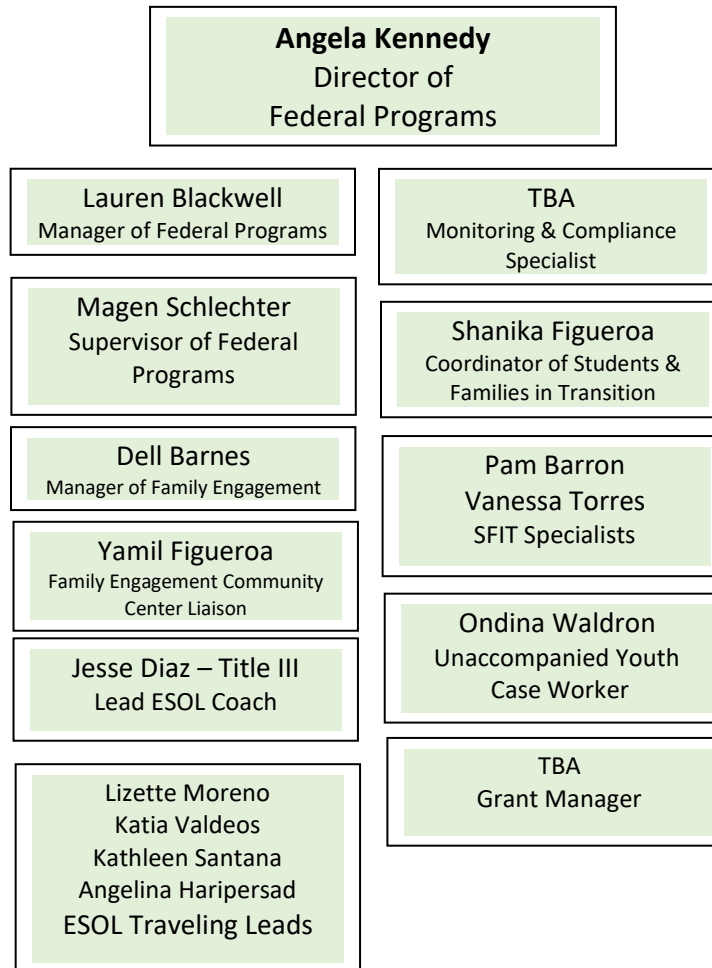 Angela Kennedy
Director of
Federal Programs
Lauren Blackwell
Manager of Federal Programs
Magen Schlechter
Supervisor of Federal
Programs
Dell Barnes
Manager of Family Engagement
Yamil Figueroa
Family Engagement Community
Center Liaison
Jesse Diaz – Title III
Lead ESOL Coach
Lizette Moreno
Katia Valdeos
Kathleen Santana
Angelina Haripersad
ESOL Traveling Leads
TBA
Monitoring & Compliance
Specialist
Shanika Figueroa
Coordinator of Students &
Families in Transition
Pam Barron
Vanessa Torres
SFIT Specialists
Ondina Waldron
Unaccompanied Youth
Case Worker
TBA
Grant Manager